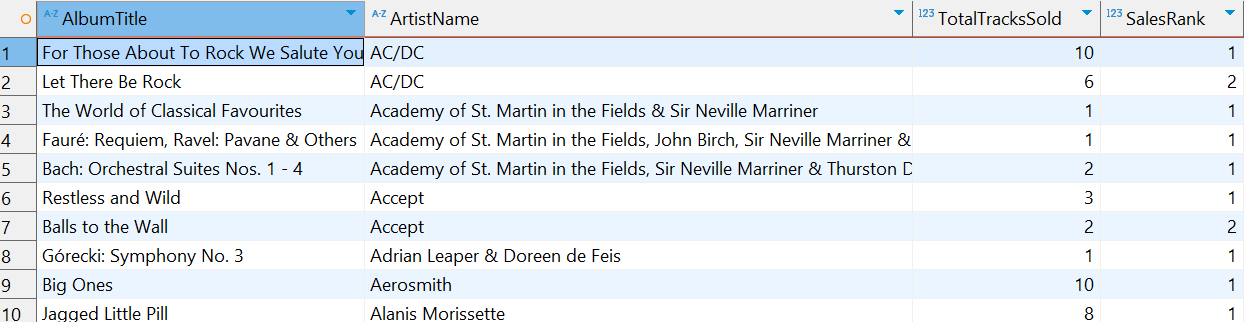 A-Z AlbumTitle A-Z ArtistName 123 TotalTracksSold 123 SalesRank
1 For Those About To Rock We Salute You AC/DC 10 1
2 Let There Be Rock AC/DC 6 2
3 The World of Classical Favourites Academy of St. Martin in the Fields & Sir Neville Marriner 1 1
4 Fauré: Requiem, Ravel: Pavane & Others Academy of St. Martin in the Fields, John Birch, Sir Neville Marriner & 1 1
5 Bach: Orchestral Suites Nos. 1 - 4 Academy of St. Martin in the Fields, Sir Neville Marriner & Thurston D 2 1
6 Restless and Wild Accept 3 1
7 Balls to the Wall Accept 2 2
8 Górecki: Symphony No. 3 Adrian Leaper & Doreen de Feis 1 1
9 Big Ones Aerosmith 10 1
10 Jagged Little Pill Alanis Morissette 8 1